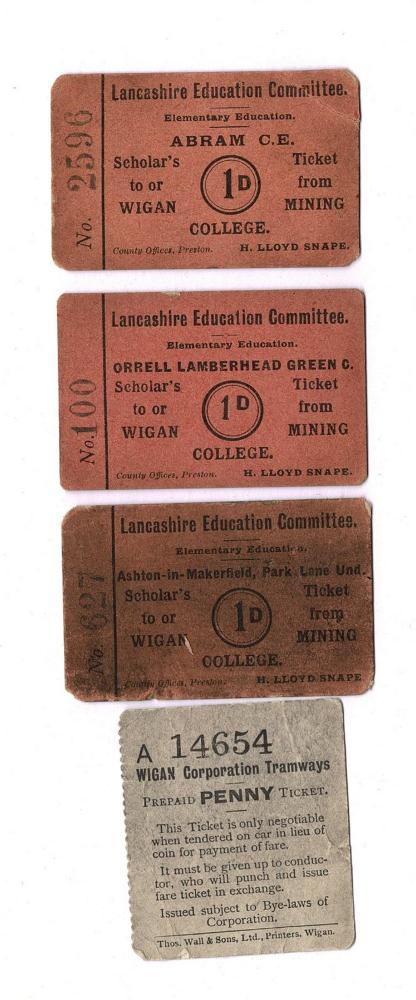 No. 2596
Lancashire Education Committee.
Elementary Education.
ABRAM C.E.
Scholar's Ticket
to or 1D from
WIGAN MINING
COLLEGE.
County Offices, Preston. H. LLOYD SNAPE.
No. 100
Lancashire Education Committee.
Elementary Education.
ORRELL LAMBERHEAD GREEN C.
Scholar's Ticket
to or 1D from
WIGAN MINING
COLLEGE.
County Offices, Preston. H. LLOYD SNAPE.
No. 627
Lancashire Education Committee.
Elementary Education.
Ashton-in-Makerfield, Park Lane Und.
Scholar's Ticket
to or 1D from
WIGAN MINING
COLLEGE.
County Offices, Preston. H. LLOYD SNAPE
A 14654
WIGAN Corporation Tramways
PREPAID PENNY TICKET.
This Ticket is only negotiable
when tendered on car in lieu of
coin for payment of fare.
It must be given up to conduc-
tor, who will punch and issue
fare ticket in exchange.
Issued subject to Bye-laws of
Corporation.
Thos. Wall & Sons, Ltd., Printers, Wigan.